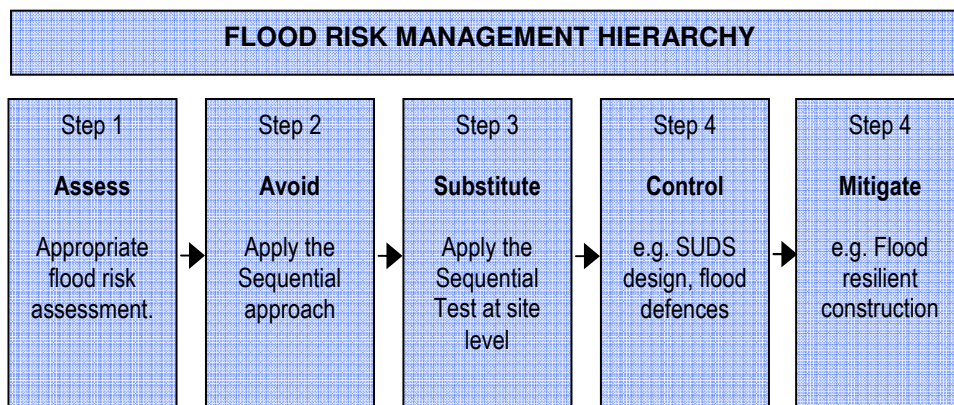 FLOOD RISK MANAGEMENT HIERARCHY
Step 1
Assess
Appropriate
flood risk
assessment.
Step 2
Avoid
Apply the
Sequential
approach
Step 3
Substitute
Apply the
Sequential
Test at site
level
Step 4
Control
e.g. SUDS
design, flood
defences
Step 4
Mitigate
e.g. Flood
resilient
construction